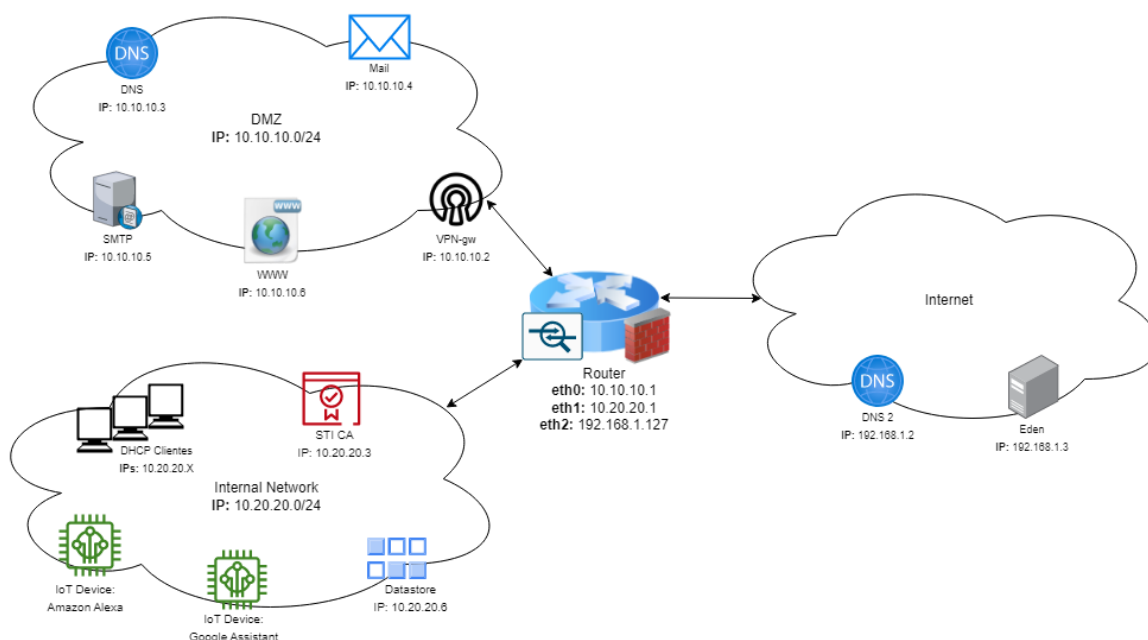 DNS
DNS
IP: 10.10.10.3
Mail
IP: 10.10.10.4
DMZ
IP: 10.10.10.0/24
SMTP
IP: 10.10.10.5
WWW
WWW
IP: 10.10.10.6
VPN-gw
IP: 10.10.10.2
Router
eth0: 10.10.10.1
eth1: 10.20.20.1
eth2: 192.168.1.127
Internet
DNS
DNS 2
IP: 192.168.1.2
Eden
IP: 192.168.1.3
DHCP Clientes
IPs: 10.20.20.X
STI CA
IP: 10.20.20.3
Internal Network
IP: 10.20.20.0/24
IoT Device:
Amazon Alexa
IoT Device:
Google Assistant
Datastore
IP: 10.20.20.6